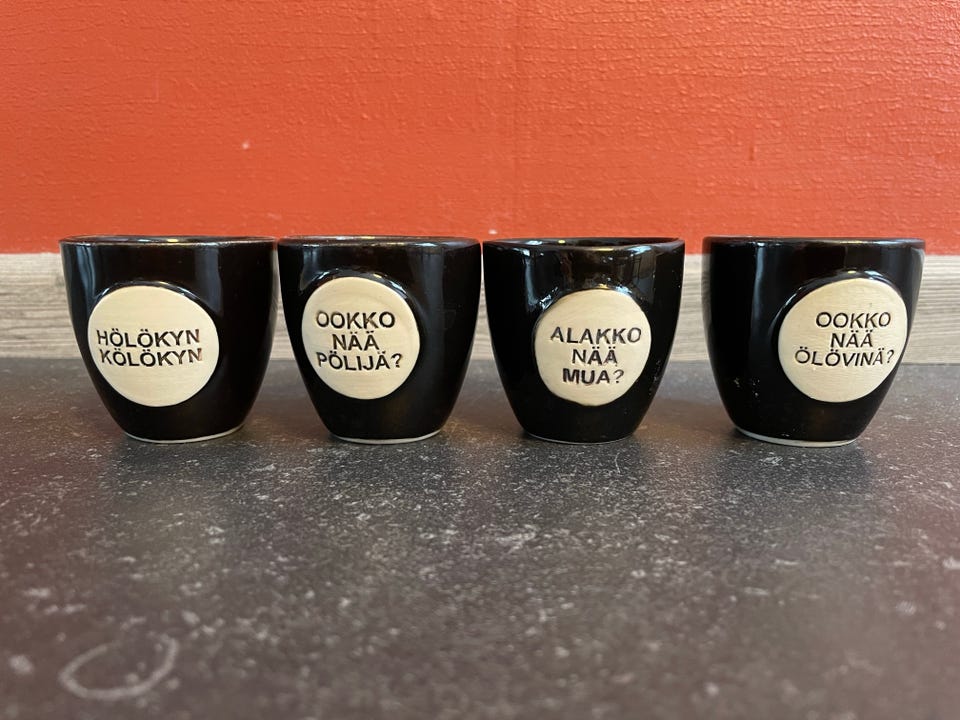 HÖLÖKYN
KÖLÖKYN
OOKKO
NÄÄ
PÖLIJÄ?
ALAKKO
NÄÄ
MUA?
OOKKO
NÄÄ
ÖLÖVINÄ?